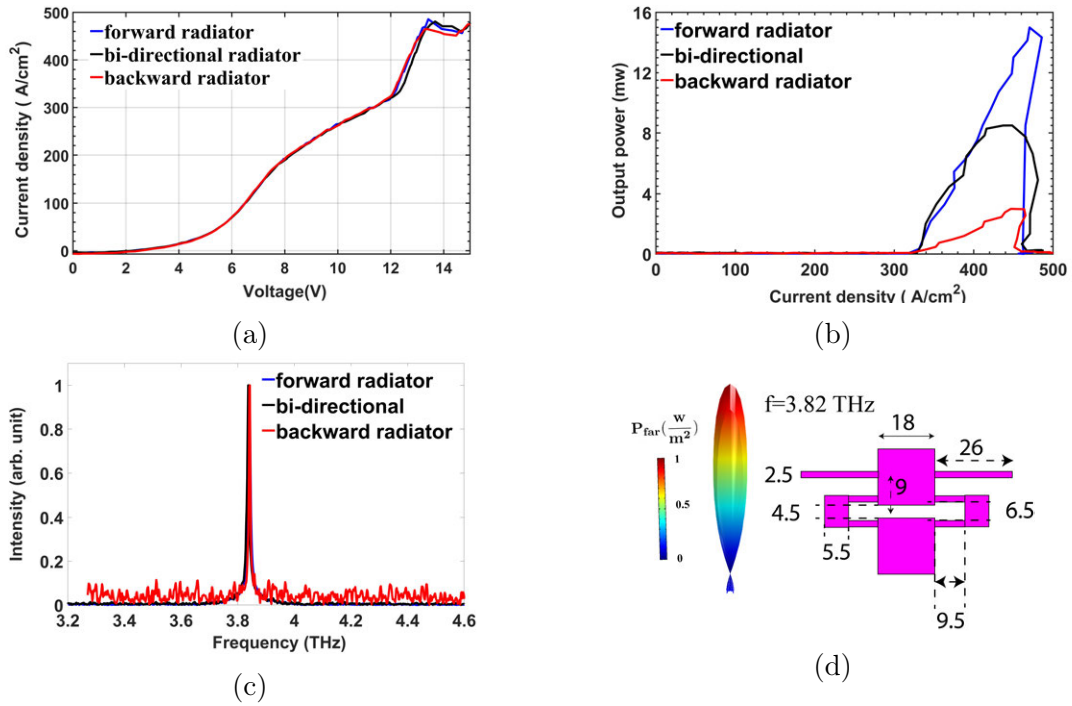 500
400
300
200
100
0
Current density ( A/cm²)
forward radiator
bi-directional radiator
backward radiator
0 2 4 6 8 10 12 14 15
Voltage(V)
(a)
16
12
8
4
0
Output power (mw)
forward radiator
bi-directional
backward radiator
0 100 200 300 400 500
Current density ( A/cm²)
(b)
1
0.8
0.6
0.4
0.2
0
Intensity (arb. unit)
forward radiator
bi-directional
backward radiator
3.2 3.4 3.6 3.8 4 4.2 4.4 4.6
Frequency (THz)
(c)
f=3.82 THz
P_far(w/m²)
1
0.5
0
18
26
2.5
9
4.5
6.5
5.5
9.5
(d)